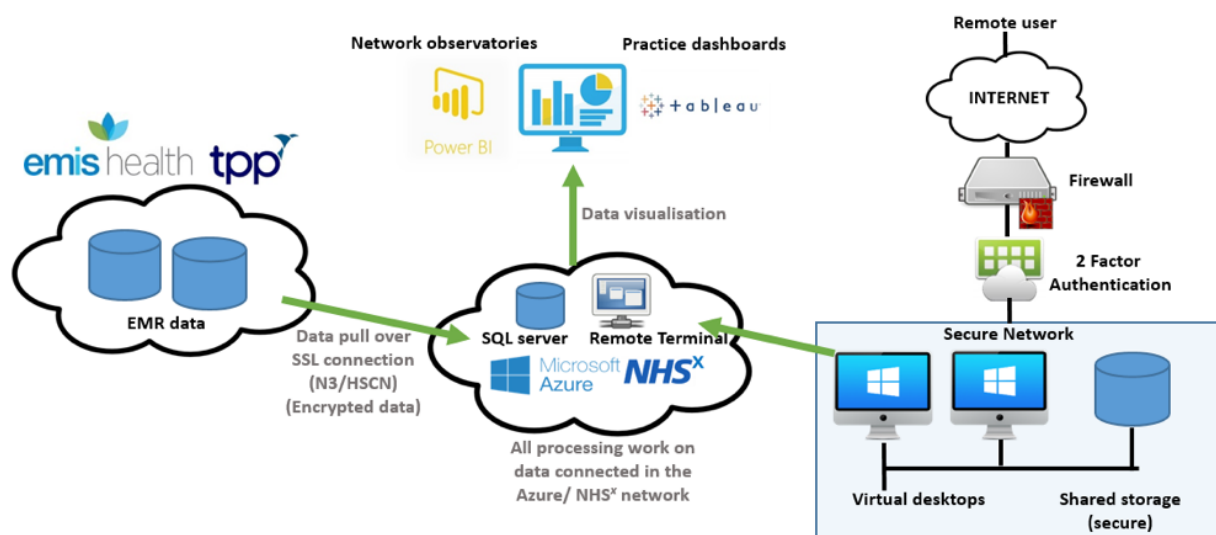 Network observatories
Practice dashboards
Power BI
+ableau
emis health
tpp
EMR data
Data visualisation
Data pull over
SSL connection
(N3/HSCN)
(Encrypted data)
SQL server
Remote Terminal
Microsoft
Azure
NHSX
All processing work on
data connected in the
Azure/ NHSˣ network
Remote user
INTERNET
Firewall
2 Factor
Authentication
Secure Network
Virtual desktops
Shared storage
(secure)